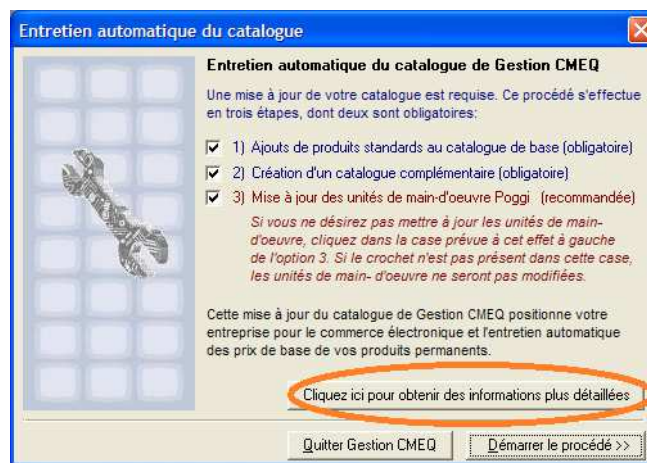 Entretien automatique du catalogue
Entretien automatique du catalogue de Gestion CMEQ
Une mise à jour de votre catalogue est requise. Ce procédé s'effectue
en trois étapes, dont deux sont obligatoires:
1) Ajouts de produits standards au catalogue de base (obligatoire)
2) Création d'un catalogue complémentaire (obligatoire)
3) Mise à jour des unités de main-d'oeuvre Poggi (recommandée)
Si vous ne désirez pas mettre à jour les unités de main-
d'oeuvre, cliquez dans la case prévue à cet effet à gauche
de l'option 3. Si le crochet n'est pas présent dans cette case,
les unités de main- d'oeuvre ne seront pas modifiées.
Cette mise à jour du catalogue de Gestion CMEQ positionne votre
entreprise pour le commerce électronique et l'entretien automatique
des prix de base de vos produits permanents.
Cliquez ici pour obtenir des informations plus détaillées
Quitter Gestion CMEQ
Démarrer le procédé >>